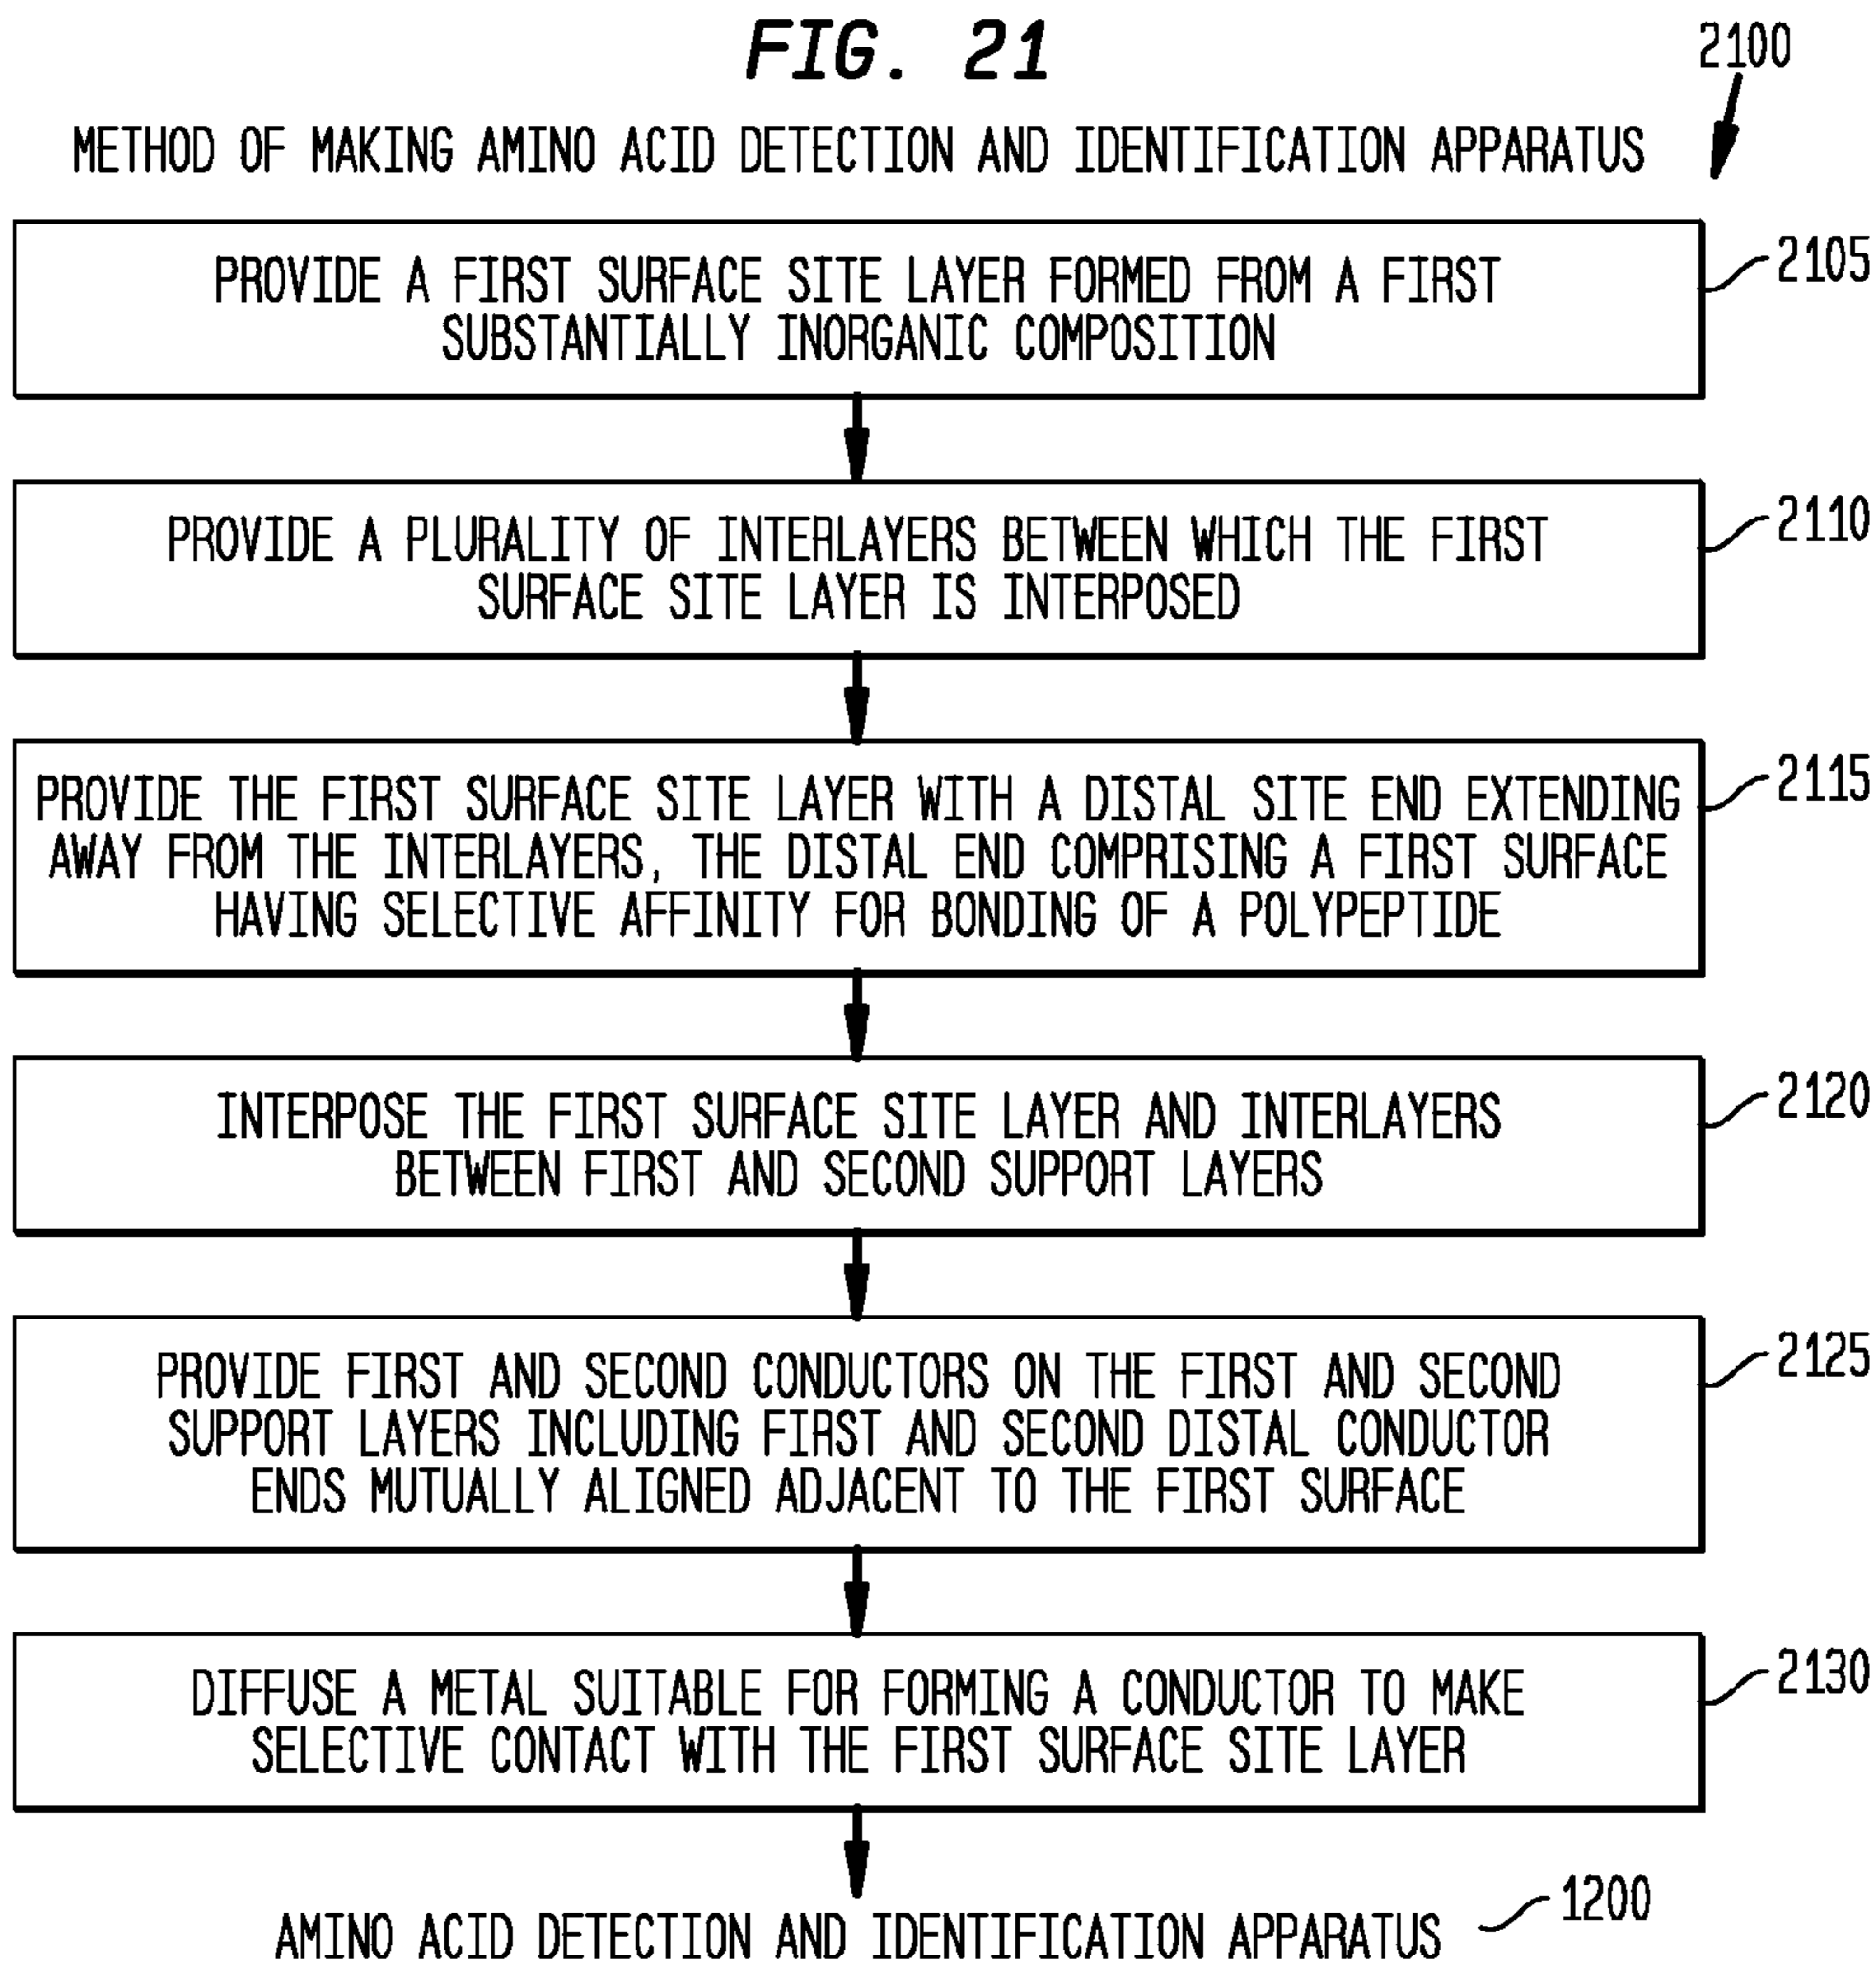 FIG. 21
2100
METHOD OF MAKING AMINO ACID DETECTION AND IDENTIFICATION APPARATUS
PROVIDE A FIRST SURFACE SITE LAYER FORMED FROM A FIRST
SUBSTANTIALLY INORGANIC COMPOSITION
2105
PROVIDE A PLURALITY OF INTERLAYERS BETWEEN WHICH THE FIRST
SURFACE SITE LAYER IS INTERPOSED
2110
PROVIDE THE FIRST SURFACE SITE LAYER WITH A DISTAL SITE END EXTENDING
AWAY FROM THE INTERLAYERS, THE DISTAL END COMPRISING A FIRST SURFACE
HAVING SELECTIVE AFFINITY FOR BONDING OF A POLYPEPTIDE
2115
INTERPOSE THE FIRST SURFACE SITE LAYER AND INTERLAYERS
BETWEEN FIRST AND SECOND SUPPORT LAYERS
2120
PROVIDE FIRST AND SECOND CONDUCTORS ON THE FIRST AND SECOND
SUPPORT LAYERS INCLUDING FIRST AND SECOND DISTAL CONDUCTOR
ENDS MUTUALLY ALIGNED ADJACENT TO THE FIRST SURFACE
2125
DIFFUSE A METAL SUITABLE FOR FORMING A CONDUCTOR TO MAKE
SELECTIVE CONTACT WITH THE FIRST SURFACE SITE LAYER
2130
AMINO ACID DETECTION AND IDENTIFICATION APPARATUS
1200